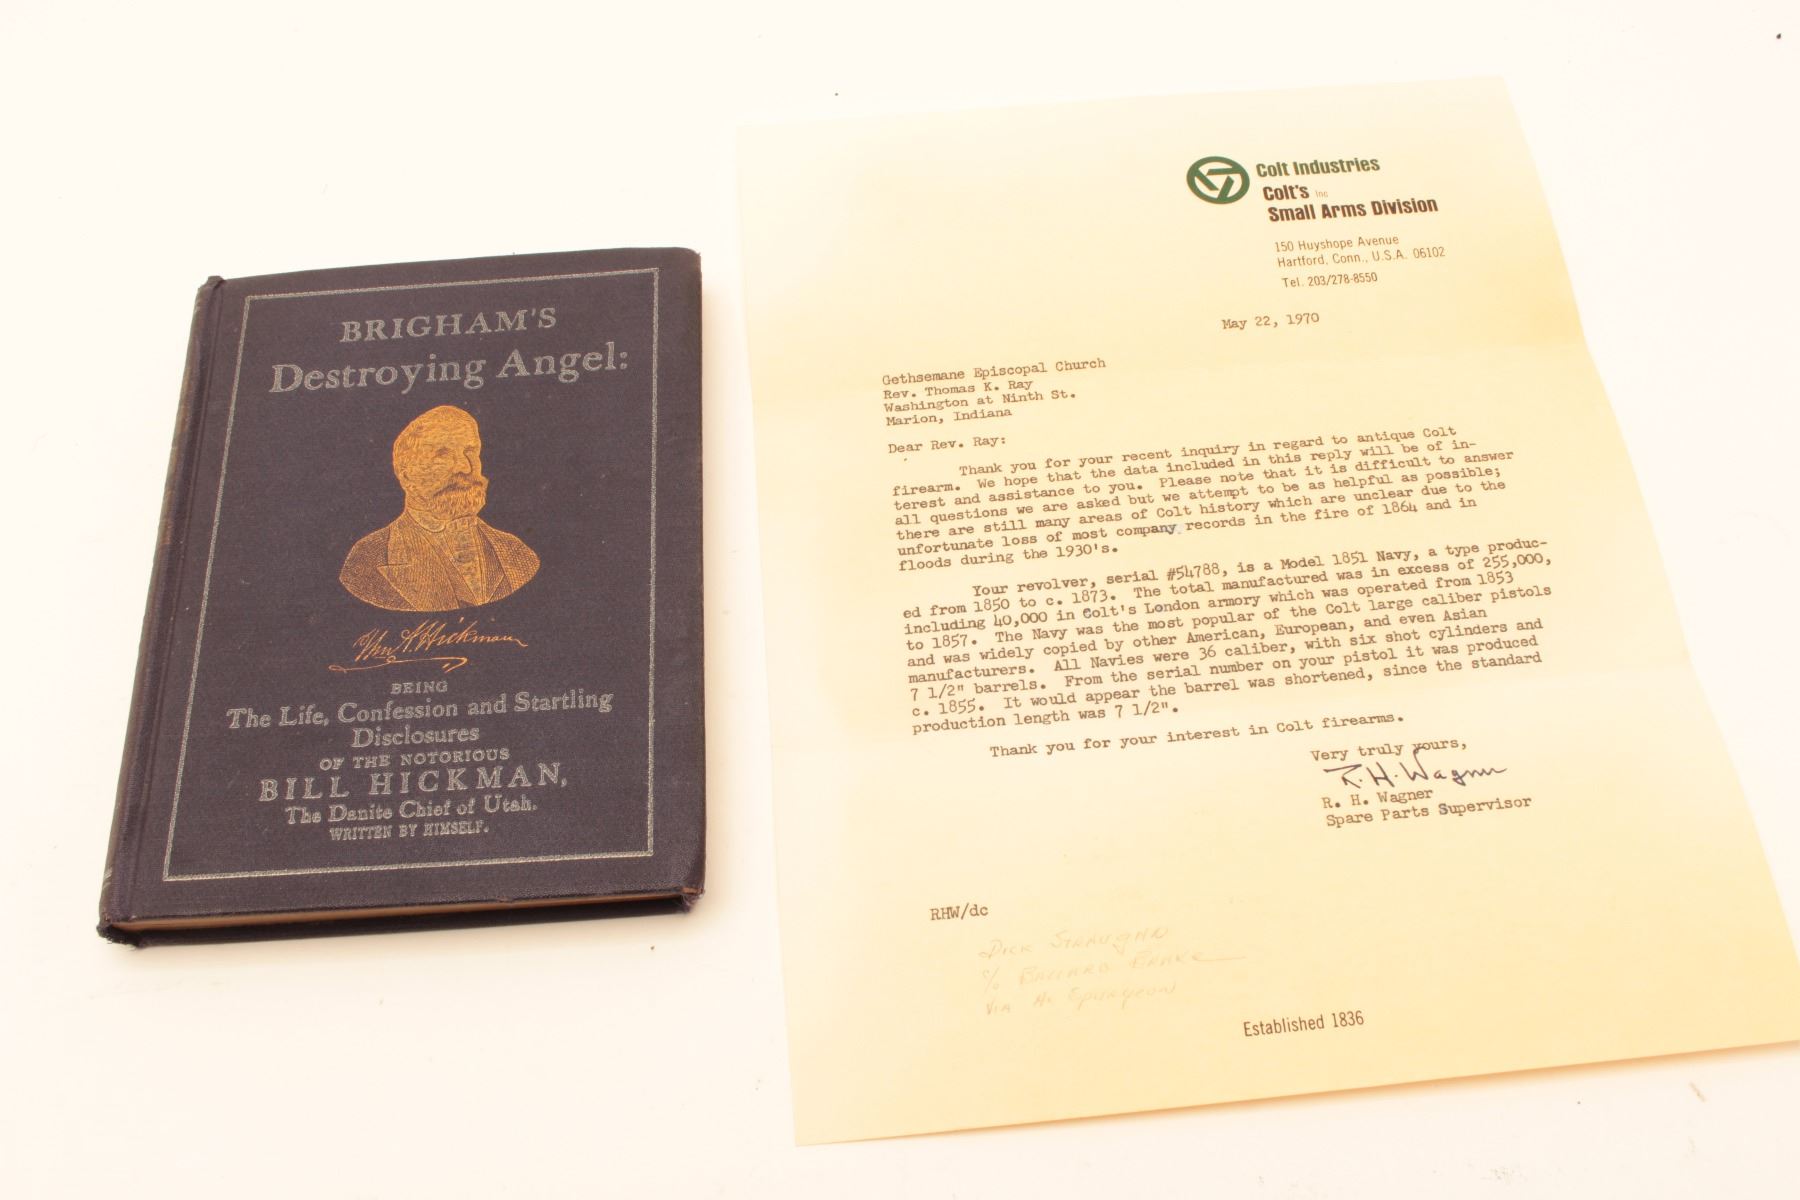 BRIGHAM'S
Destroying Angel:
Wm A. Hickman
BEING
The Life, Confession and Startling
Disclosures
OF THE NOTORIOUS
BILL HICKMAN,
The Danite Chief of Utah.
WRITTEN BY HIMSELF.
Colt Industries
Colt's Inc
Small Arms Division
150 Huyshope Avenue
Hartford, Conn., U.S.A. 06102
Tel. 203/278-8550
May 22, 1970
Gethsemane Episcopal Church
Rev. Thomas K. Ray
Washington at Ninth St.
Marion, Indiana
Dear Rev. Ray:
Thank you for your recent inquiry in regard to antique Colt
firearm. We hope that the data included in this reply will be of in-
terest and assistance to you. Please note that it is difficult to answer
all questions we are asked but we attempt to be as helpful as possible;
there are still many areas of Colt history which are unclear due to the
unfortunate loss of most company records in the fire of 1864 and in
floods during the 1930's.
Your revolver, serial #54788, is a Model 1851 Navy, a type produc-
ed from 1850 to c. 1873. The total manufactured was in excess of 255,000,
including 40,000 in Colt's London armory which was operated from 1853
to 1857. The Navy was the most popular of the Colt large caliber pistols
and was widely copied by other American, European, and even Asian
manufacturers. All Navies were 36 caliber, with six shot cylinders and
7 1/2" barrels. From the serial number on your pistol it was produced
c. 1855. It would appear the barrel was shortened, since the standard
production length was 7 1/2".
Thank you for your interest in Colt firearms.
Very truly yours,
R. H. Wagner
R. H. Wagner
Spare Parts Supervisor
RHW/dc
Dick Straughn
c/o Ballard Brake
Via A. Spurgeon
Established 1836